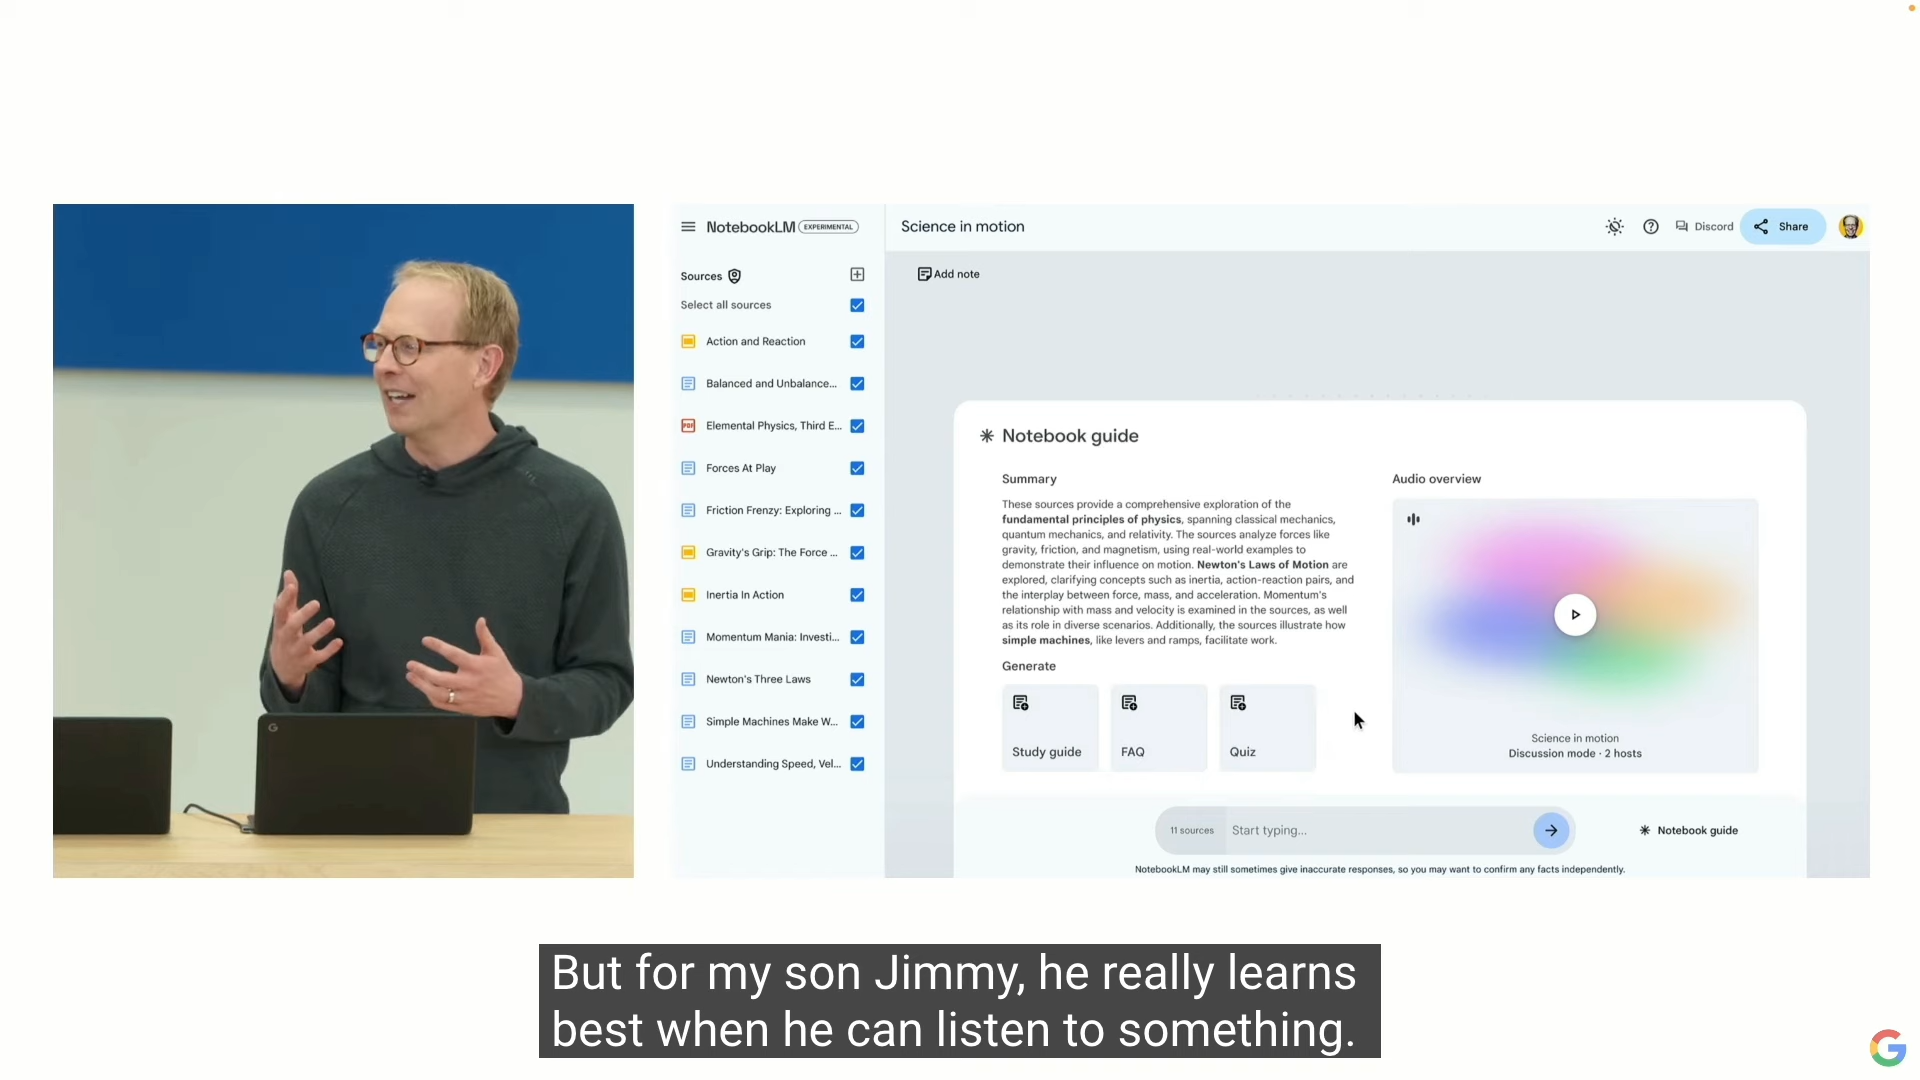 NotebookLM EXPERIMENTAL
Science in motion
Discord
Share
Sources
Add note
Select all sources
Action and Reaction
Balanced and Unbalance...
PDF
Elemental Physics, Third E...
Forces At Play
Friction Frenzy: Exploring ...
Gravity's Grip: The Force ...
Inertia In Action
Momentum Mania: Investi...
Newton's Three Laws
Simple Machines Make W...
Understanding Speed, Vel...
Notebook guide
Summary
These sources provide a comprehensive exploration of the
fundamental principles of physics, spanning classical mechanics,
quantum mechanics, and relativity. The sources analyze forces like
gravity, friction, and magnetism, using real-world examples to
demonstrate their influence on motion. Newton's Laws of Motion are
explored, clarifying concepts such as inertia, action-reaction pairs, and
the interplay between force, mass, and acceleration. Momentum's
relationship with mass and velocity is examined in the sources, as well
as its role in diverse scenarios. Additionally, the sources illustrate how
simple machines, like levers and ramps, facilitate work.
Generate
Study guide
FAQ
Quiz
Audio overview
Science in motion
Discussion mode · 2 hosts
11 sources
Start typing...
Notebook guide
NotebookLM may still sometimes give inaccurate responses, so you may want to confirm any facts independently.
But for my son Jimmy, he really learns
best when he can listen to something.
G